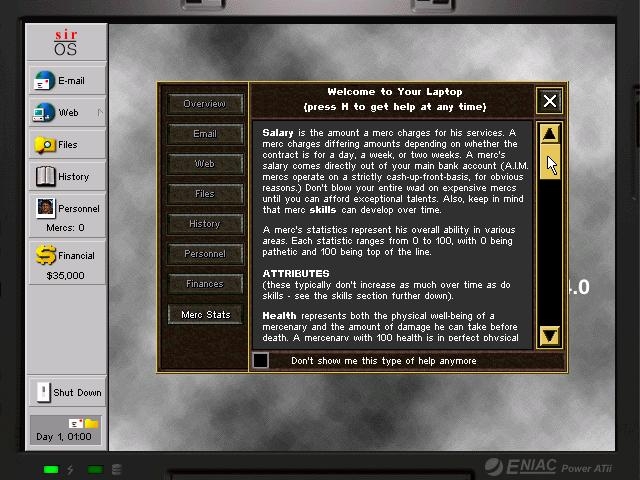 sir
OS
E-mail
Web
Files
History
Personnel
Mercs: 0
Financial
$35,000
Shut Down
Day 1, 01:00
Welcome to Your Laptop
(press H to get help at any time)
Overview
Email
Web
Files
History
Personnel
Finances
Merc Stats
Salary is the amount a merc charges for his services. A
merc charges differing amounts depending on whether the
contract is for a day, a week, or two weeks. A merc's
salary comes directly out of your main bank account (A.I.M.
mercs operate on a strictly cash-up-front-basis, for obvious
reasons.) Don't blow your entire wad on expensive mercs
until you can afford exceptional talents. Also, keep in mind
that merc skills can develop over time.
A merc's statistics represent his overall ability in various
areas. Each statistic ranges from 0 to 100, with 0 being
pathetic and 100 being top of the line.
ATTRIBUTES
(these typically don't increase as much over time as do
skills - see the skills section further down).
Health represents both the physical well-being of a
mercenary and the amount of damage he can take before
death. A mercenary with 100 health is in perfect physical
Don't show me this type of help anymore
.0
ENIAC Power ATii